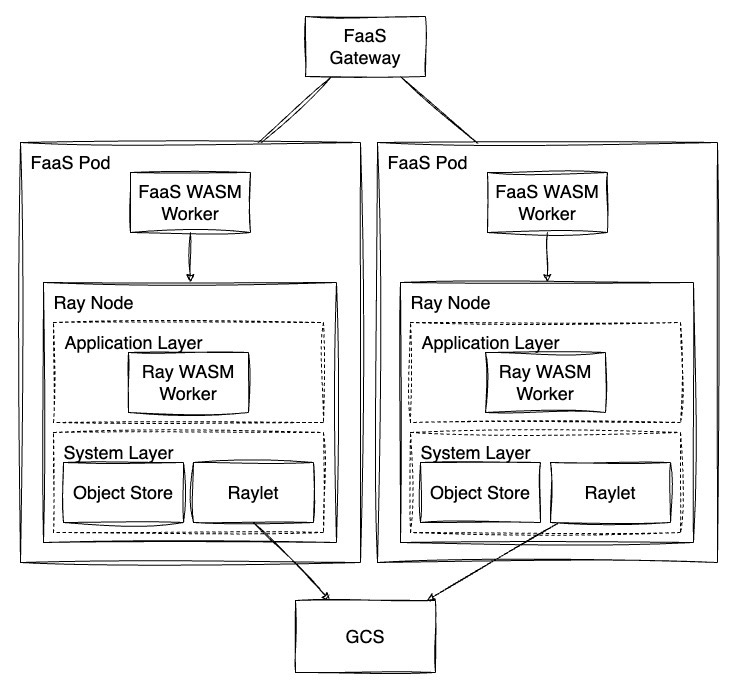 FaaS
Gateway
FaaS Pod
FaaS WASM
Worker
Ray Node
Application Layer
Ray WASM
Worker
System Layer
Object Store
Raylet
FaaS Pod
FaaS WASM
Worker
Ray Node
Application Layer
Ray WASM
Worker
System Layer
Object Store
Raylet
GCS